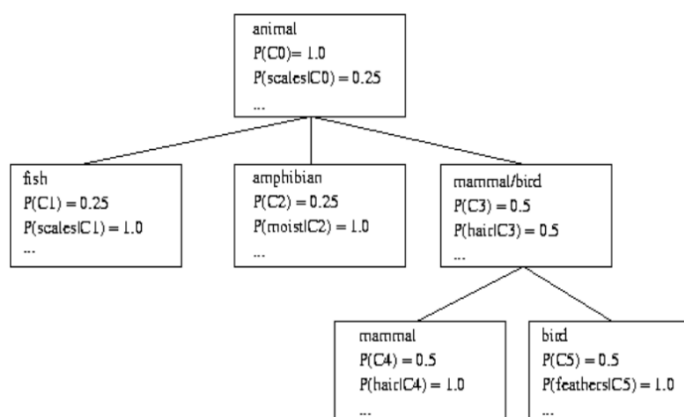 animal
P(C0)= 1.0
P(scales|C0) = 0.25
...
fish
P(C1) = 0.25
P(scales|C1) = 1.0
...
amphibian
P(C2) = 0.25
P(moist|C2) = 1.0
...
mammal/bird
P(C3) = 0.5
P(hair|C3) = 0.5
...
mammal
P(C4) = 0.5
P(hair|C4) = 1.0
...
bird
P(C5) = 0.5
P(feathers|C5) = 1.0
...